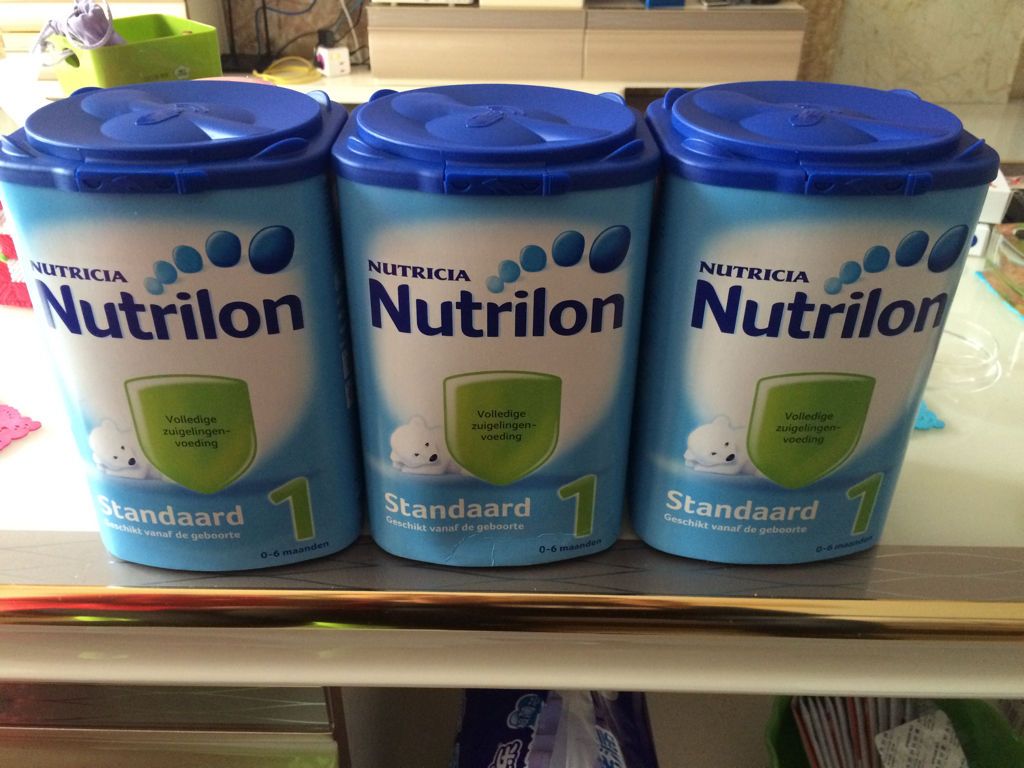 NUTRICIA
Nutrilon
Volledige
zuigelingen-
voeding
Standaard 1
Geschikt vanaf de geboorte
0-6 maanden
NUTRICIA
Nutrilon
Volledige
zuigelingen-
voeding
Standaard 1
Geschikt vanaf de geboorte
0-6 maanden
NUTRICIA
Nutrilon
Volledige
zuigelingen-
voeding
Standaard 1
Geschikt vanaf de geboorte
0-6 maanden